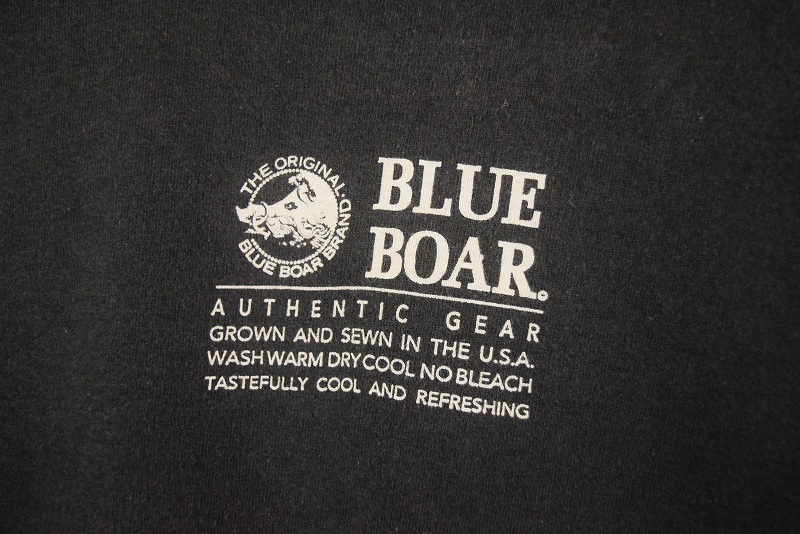 THE ORIGINAL
BLUE BOAR BRAND
BLUE
BOAR.
AUTHENTIC GEAR
GROWN AND SEWN IN THE U.S.A.
WASH WARM DRY COOL NO BLEACH
TASTEFULLY COOL AND REFRESHING